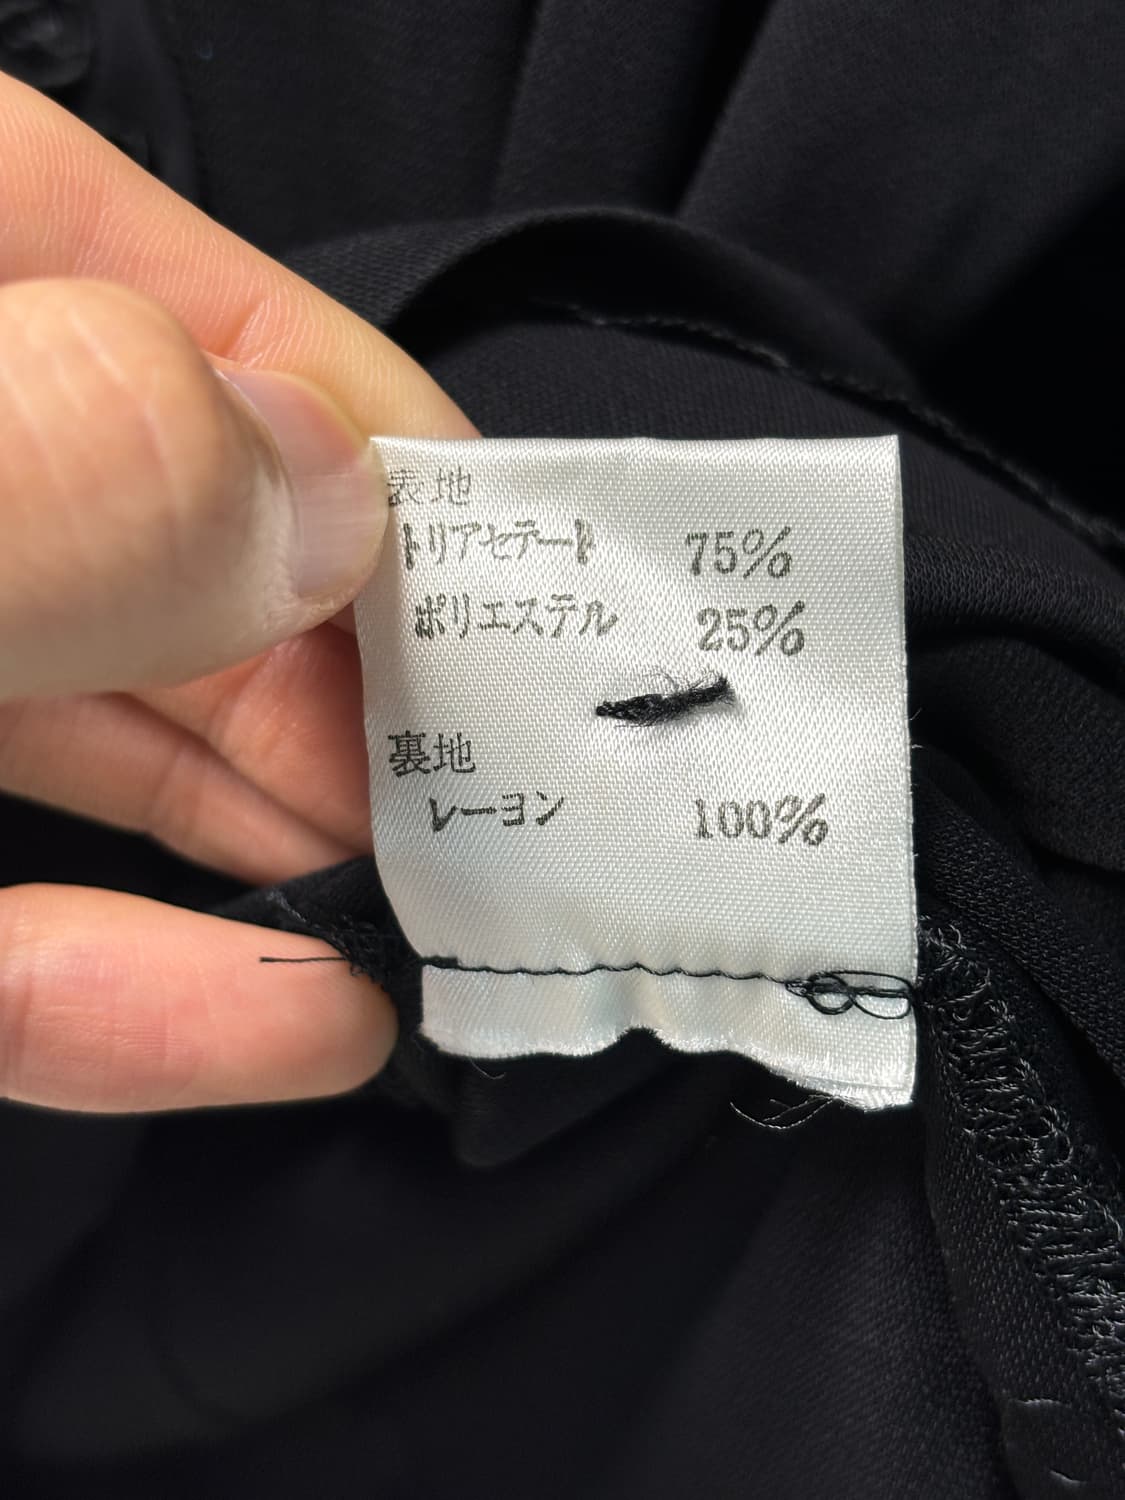 表地
トリアセテート 75%
ポリエステル 25%
裏地
レーヨン 100%